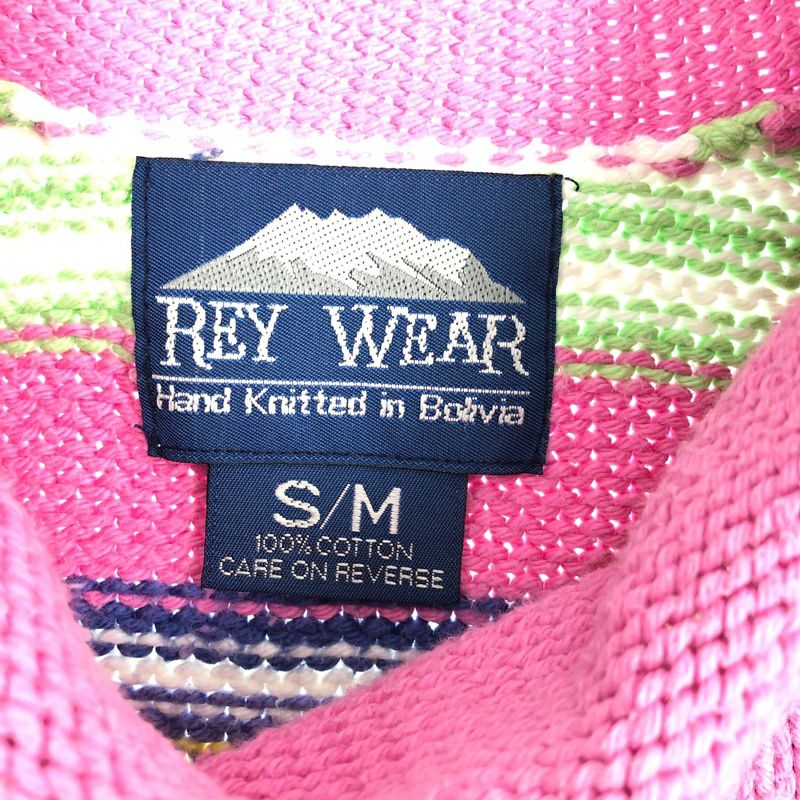 REY WEAR
Hand Knitted in Bolivia
S/M
100% COTTON
CARE ON REVERSE